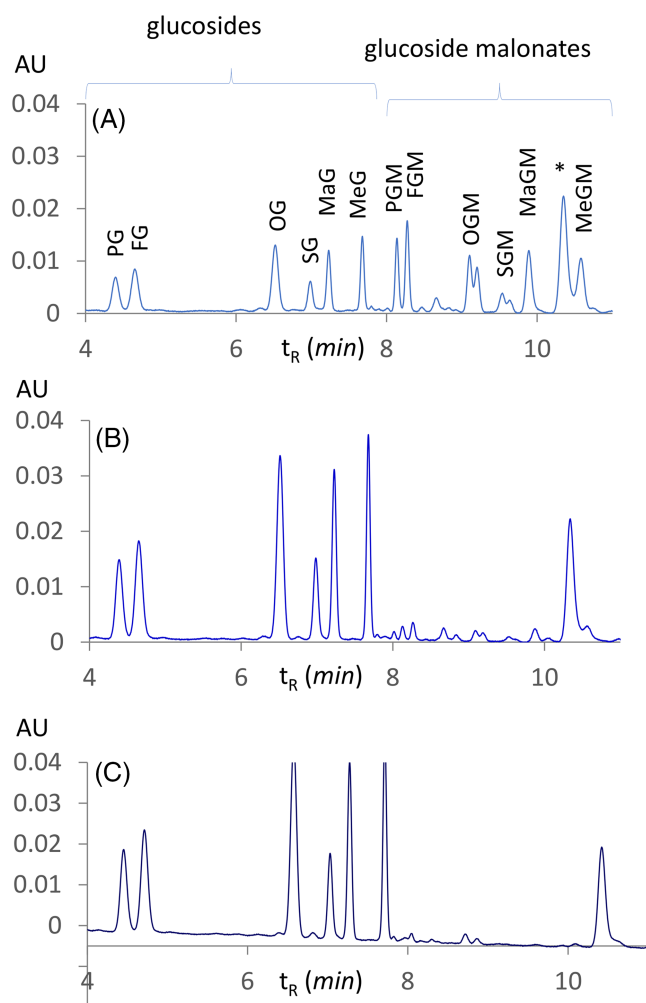 glucosides
glucoside malonates
AU
0.04
(A)
0.03
0.02
0.01
0
PG
FG
OG
SG
MaG
MeG
PGM
FGM
OGM
SGM
MaGM
*
MeGM
4
6
8
10
tR (min)
AU
0.04
(B)
0.03
0.02
0.01
0
4
6
8
10
tR (min)
AU
0.04
(C)
0.03
0.02
0.01
0
4
6
8
10
tR (min)